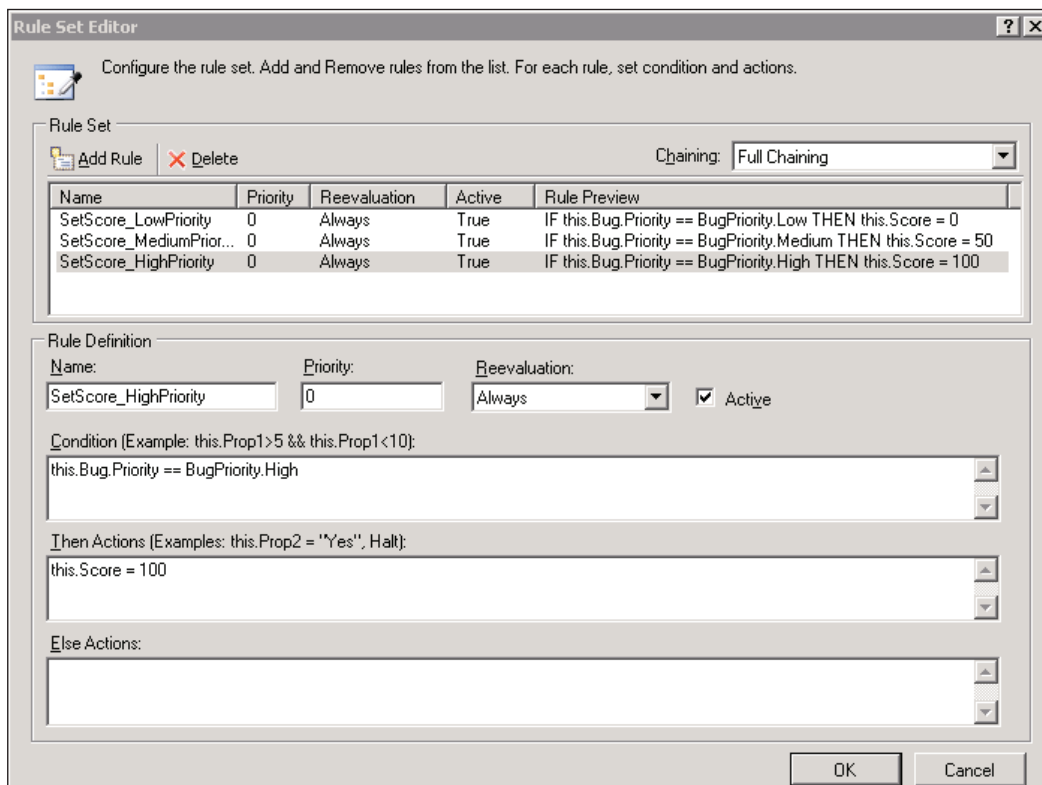 Rule Set Editor
Configure the rule set. Add and Remove rules from the list. For each rule, set condition and actions.
Rule Set
Add Rule Delete Chaining: Full Chaining
Name Priority Reevaluation Active Rule Preview
SetScore_LowPriority 0 Always True IF this.Bug.Priority == BugPriority.Low THEN this.Score = 0
SetScore_MediumPrior... 0 Always True IF this.Bug.Priority == BugPriority.Medium THEN this.Score = 50
SetScore_HighPriority 0 Always True IF this.Bug.Priority == BugPriority.High THEN this.Score = 100
Rule Definition
Name: Priority: Reevaluation:
SetScore_HighPriority 0 Always Active
Condition (Example: this.Prop1>5 && this.Prop1<10):
this.Bug.Priority == BugPriority.High
Then Actions (Examples: this.Prop2 = "Yes", Halt):
this.Score = 100
Else Actions:
OK Cancel